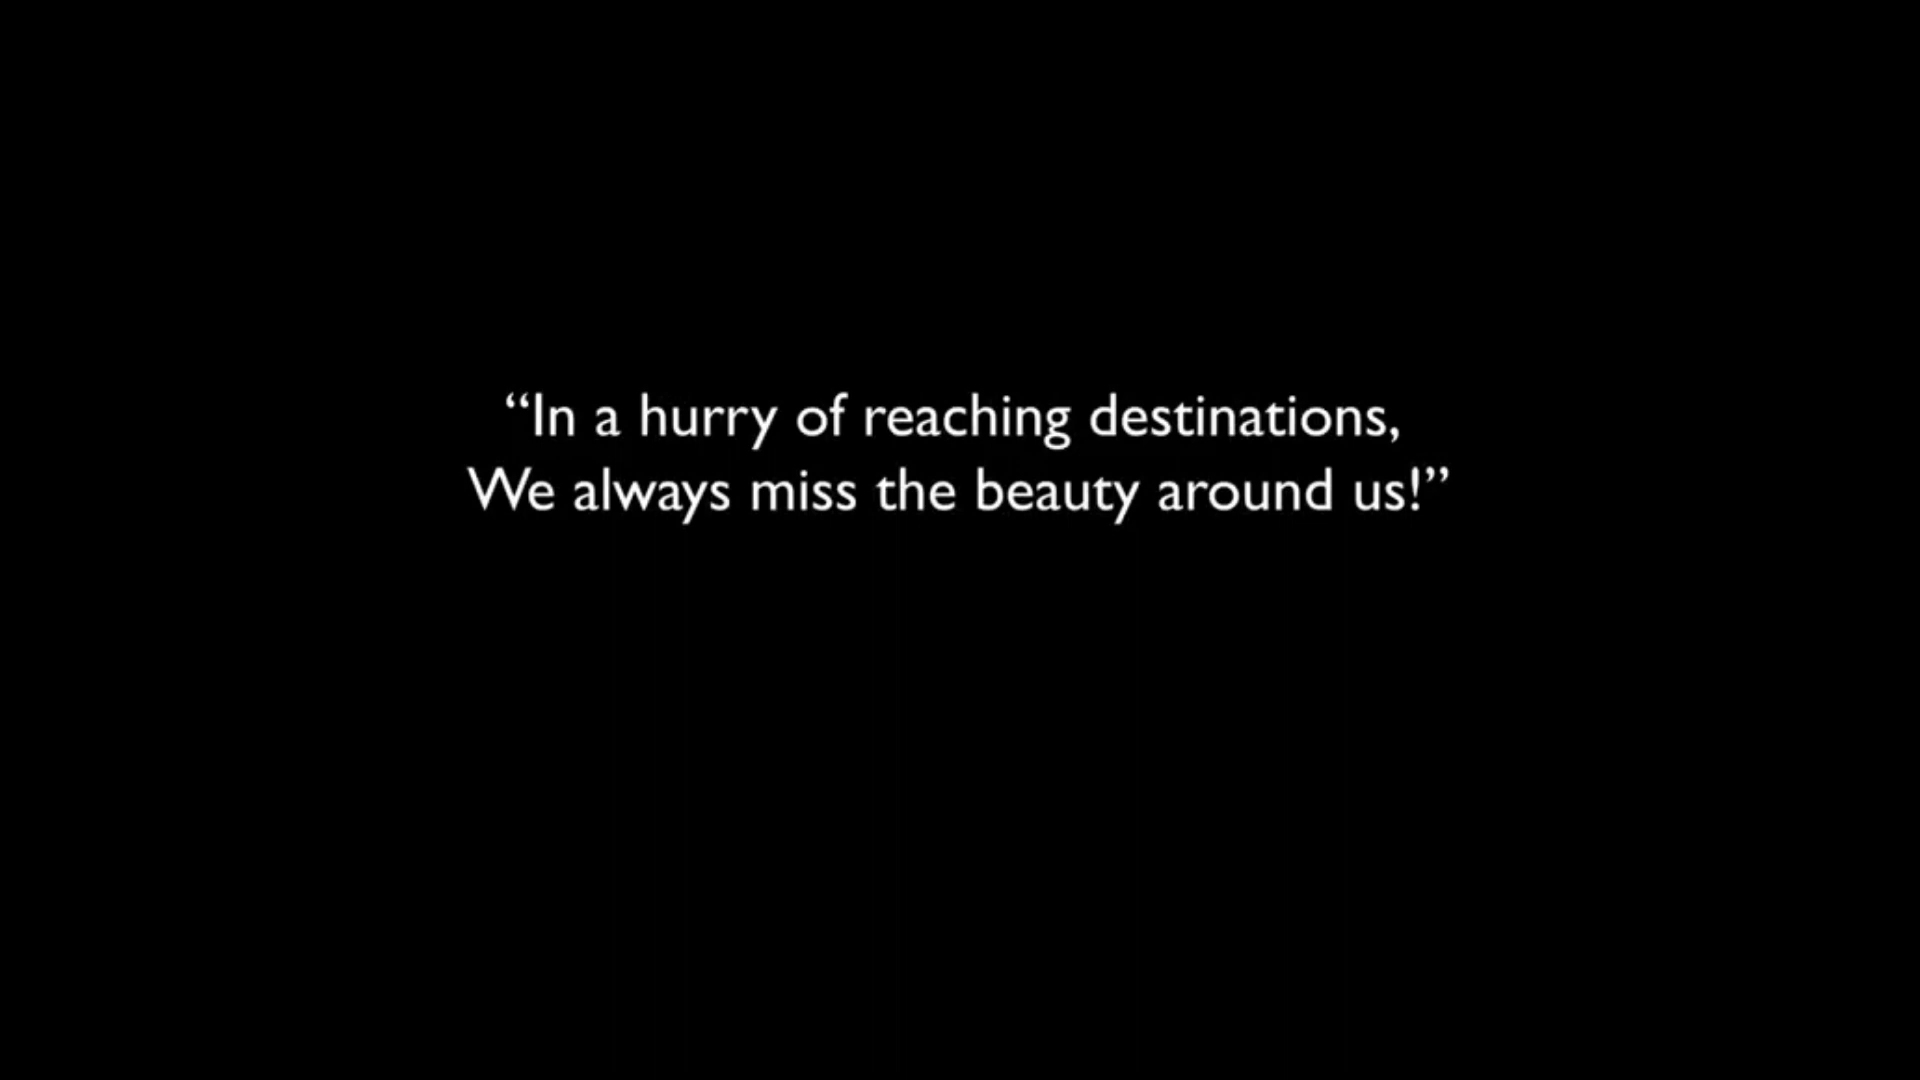 “In a hurry of reaching destinations,
We always miss the beauty around us!”